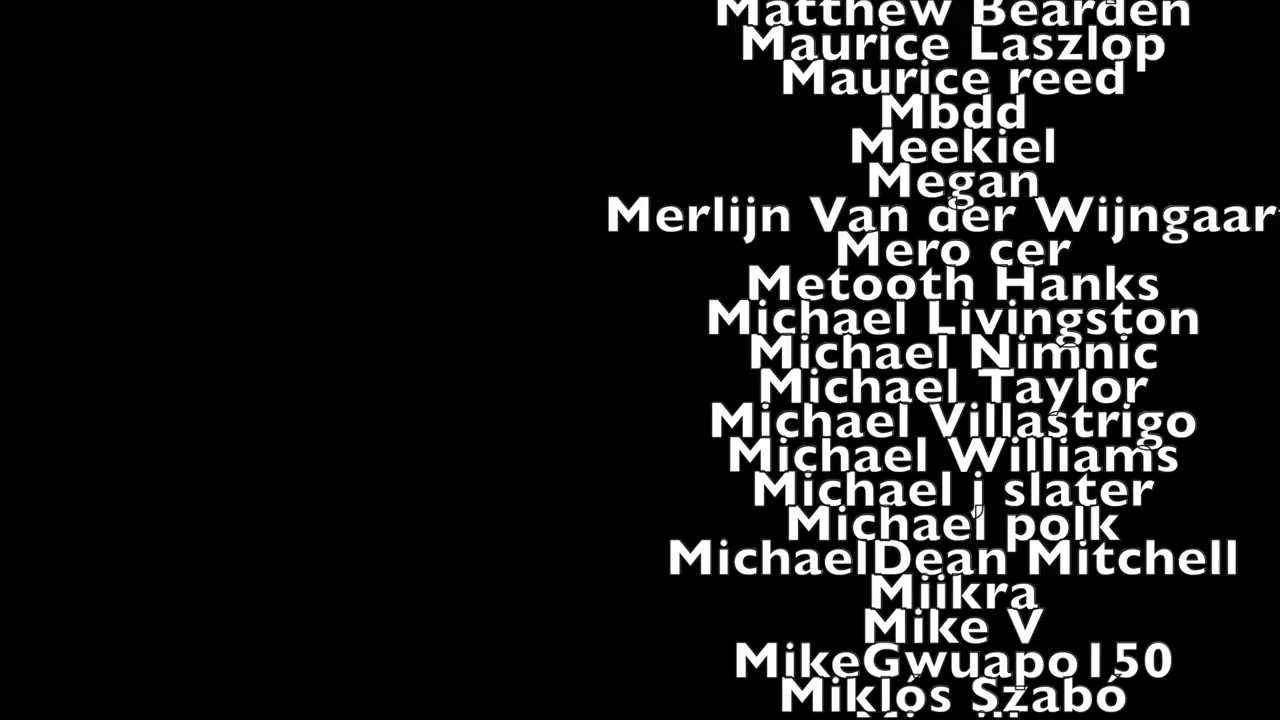 Matthew Bearden
Maurice Laszlop
Maurice reed
Mbdd
Meekiel
Megan
Merlijn Van der Wijngaar
Mero cer
Metooth Hanks
Michael Livingston
Michael Nimnic
Michael Taylor
Michael Villastrigo
Michael Williams
Michael j slater
Michael polk
MichaelDean Mitchell
Miikra
Mike V
MikeGwuapo150
Miklós Szabó